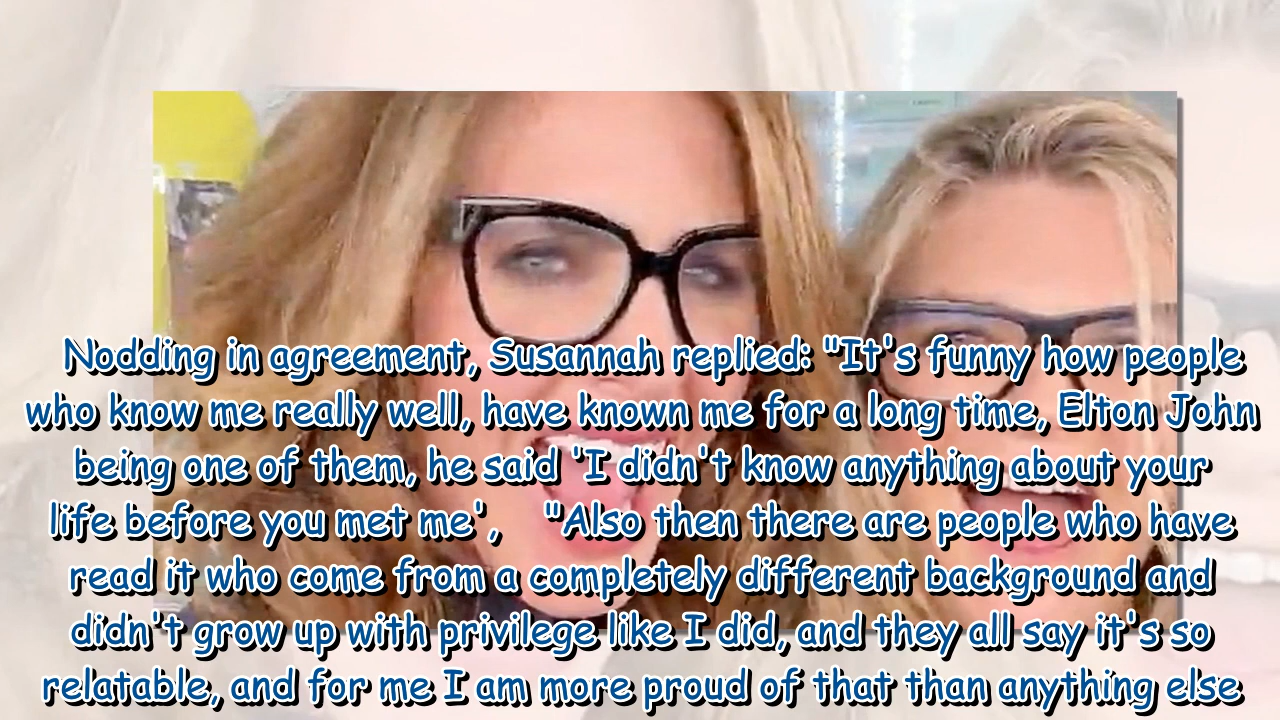 Nodding in agreement, Susannah replied: "It's funny how people
who know me really well, have known me for a long time, Elton John
being one of them, he said 'I didn't know anything about your
life before you met me', "Also then there are people who have
read it who come from a completely different background and
didn't grow up with privilege like I did, and they all say it's so
relatable, and for me I am more proud of that than anything else